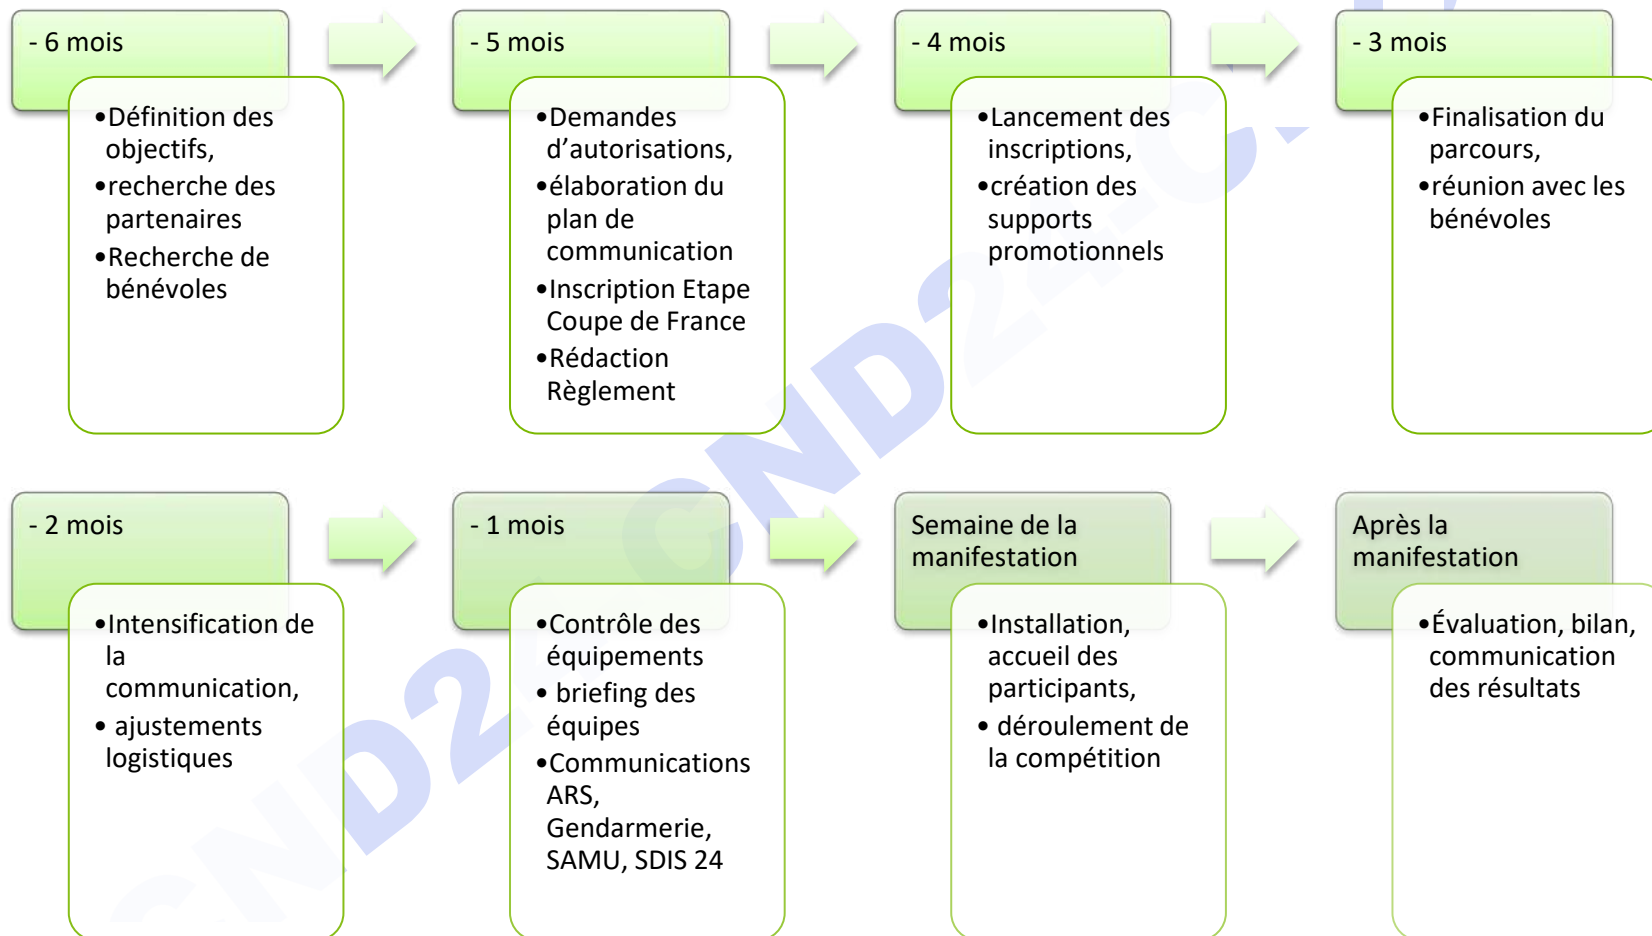 - 6 mois
•Définition des
objectifs,
•recherche des
partenaires
•Recherche de
bénévoles
- 5 mois
•Demandes
d’autorisations,
•élaboration du
plan de
communication
•Inscription Etape
Coupe de France
•Rédaction
Règlement
- 4 mois
•Lancement des
inscriptions,
•création des
supports
promotionnels
- 3 mois
•Finalisation du
parcours,
•réunion avec les
bénévoles
- 2 mois
•Intensification de
la
communication,
• ajustements
logistiques
- 1 mois
•Contrôle des
équipements
• briefing des
équipes
•Communications
ARS,
Gendarmerie,
SAMU, SDIS 24
Semaine de la
manifestation
•Installation,
accueil des
participants,
• déroulement de
la compétition
Après la
manifestation
•Évaluation, bilan,
communication
des résultats
CND24 CND24-C